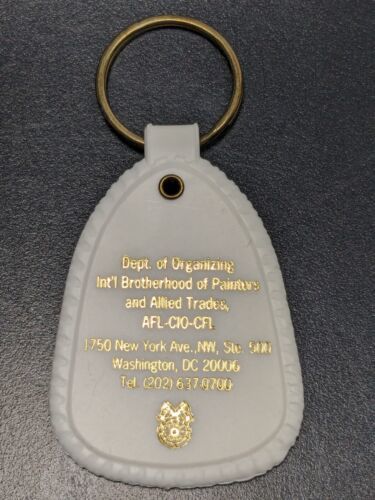 Dept. of Organizing
Int'l Brotherhood of Painters
and Allied Trades,
AFL-CIO-CFL
1750 New York Ave., NW, Ste. 500
Washington, DC 20006
Tel. (202) 637-0700